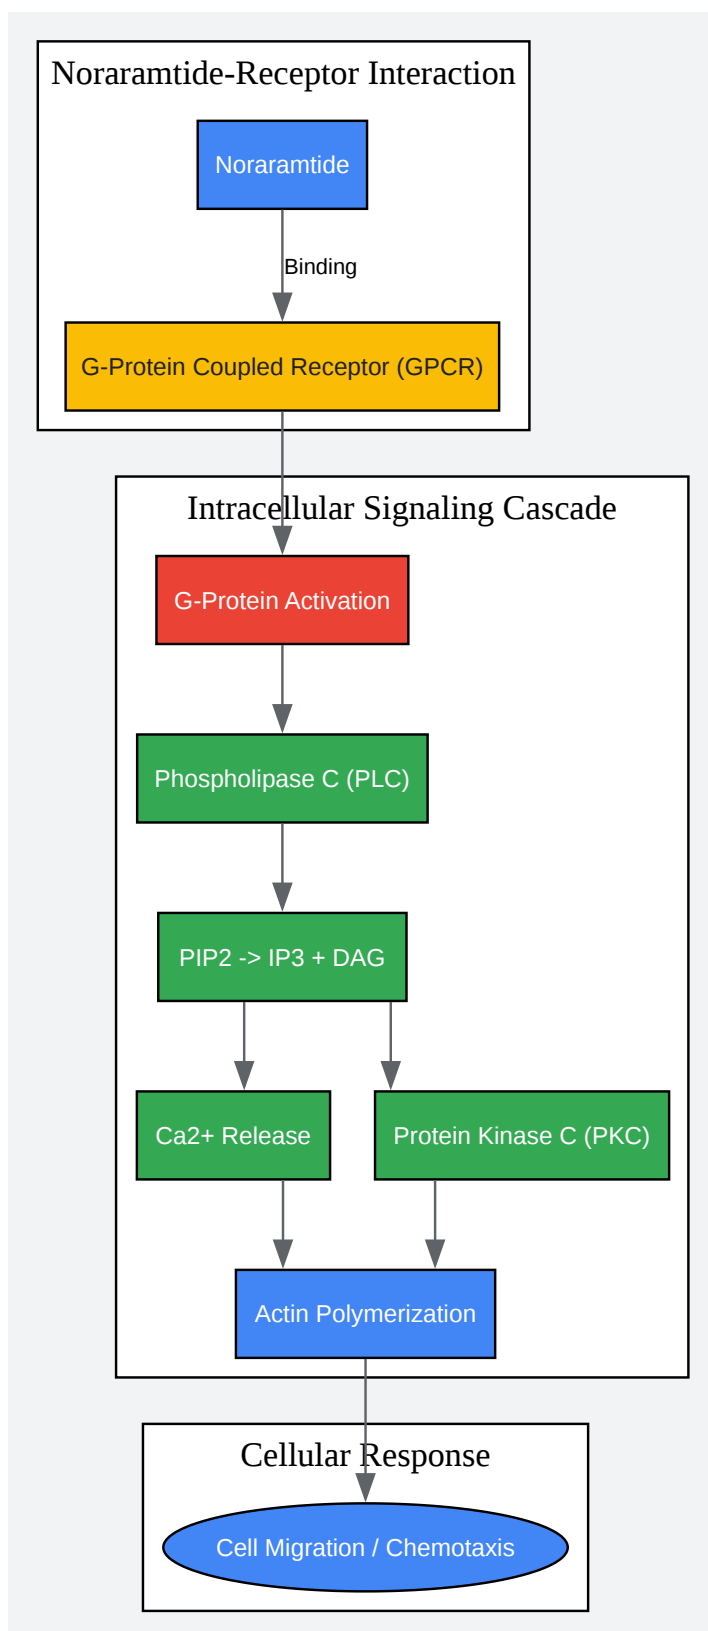 Noraramtide-Receptor Interaction
Noraramtide
Binding
G-Protein Coupled Receptor (GPCR)
Intracellular Signaling Cascade
G-Protein Activation
Phospholipase C (PLC)
PIP2 -> IP3 + DAG
Ca2+ Release
Protein Kinase C (PKC)
Actin Polymerization
Cellular Response
Cell Migration / Chemotaxis